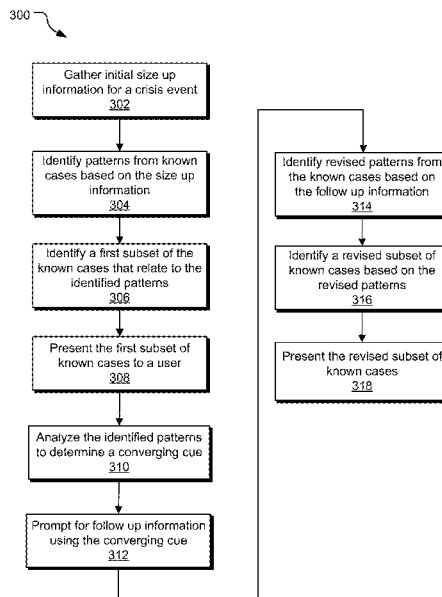 300
Gather initial size up
information for a crisis event
302
Identify patterns from known
cases based on the size up
information
304
Identify a first subset of the
known cases that relate to the
identified patterns
306
Present the first subset of
known cases to a user
308
Analyze the identified patterns
to determine a converging cue
310
Prompt for follow up information
using the converging cue
312
Identify revised patterns from
the known cases based on
the follow up information
314
Identify a revised subset of
known cases based on the
revised patterns
316
Present the revised subset of
known cases
318